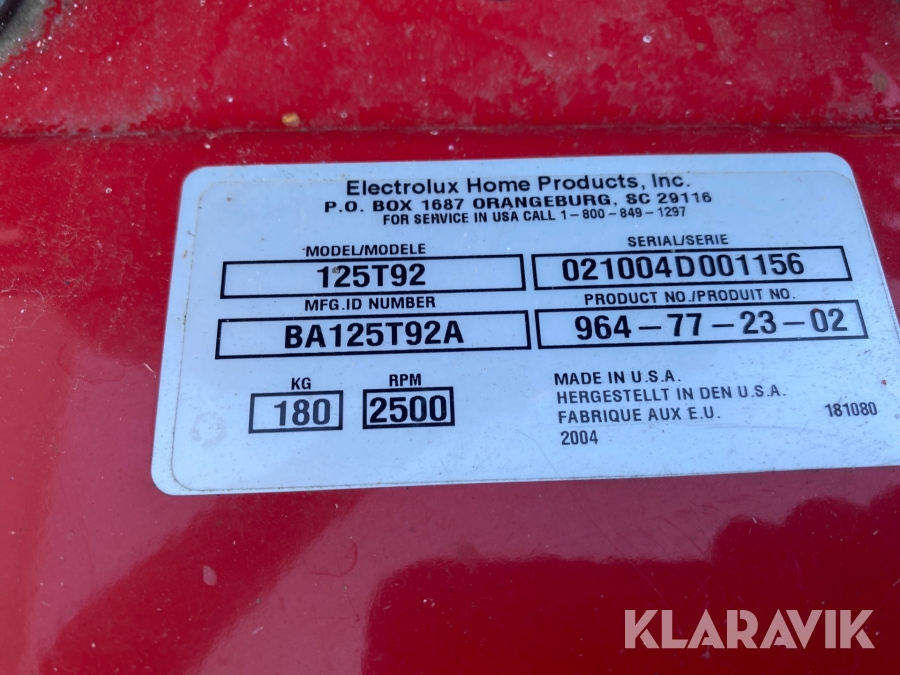 Electrolux Home Products, Inc.
P.O. BOX 1687 ORANGEBURG, SC 29116
FOR SERVICE IN USA CALL 1-800-849-1297
MODEL/MODELE
125T92
SERIAL/SERIE
021004D001156
MFG.ID NUMBER
BA125T92A
PRODUCT NO./PRODUIT NO.
964-77-23-02
KG
180
RPM
2500
MADE IN U.S.A.
HERGESTELLT IN DEN U.S.A.
FABRIQUE AUX E.U.
2004
181080
KLARAVIK